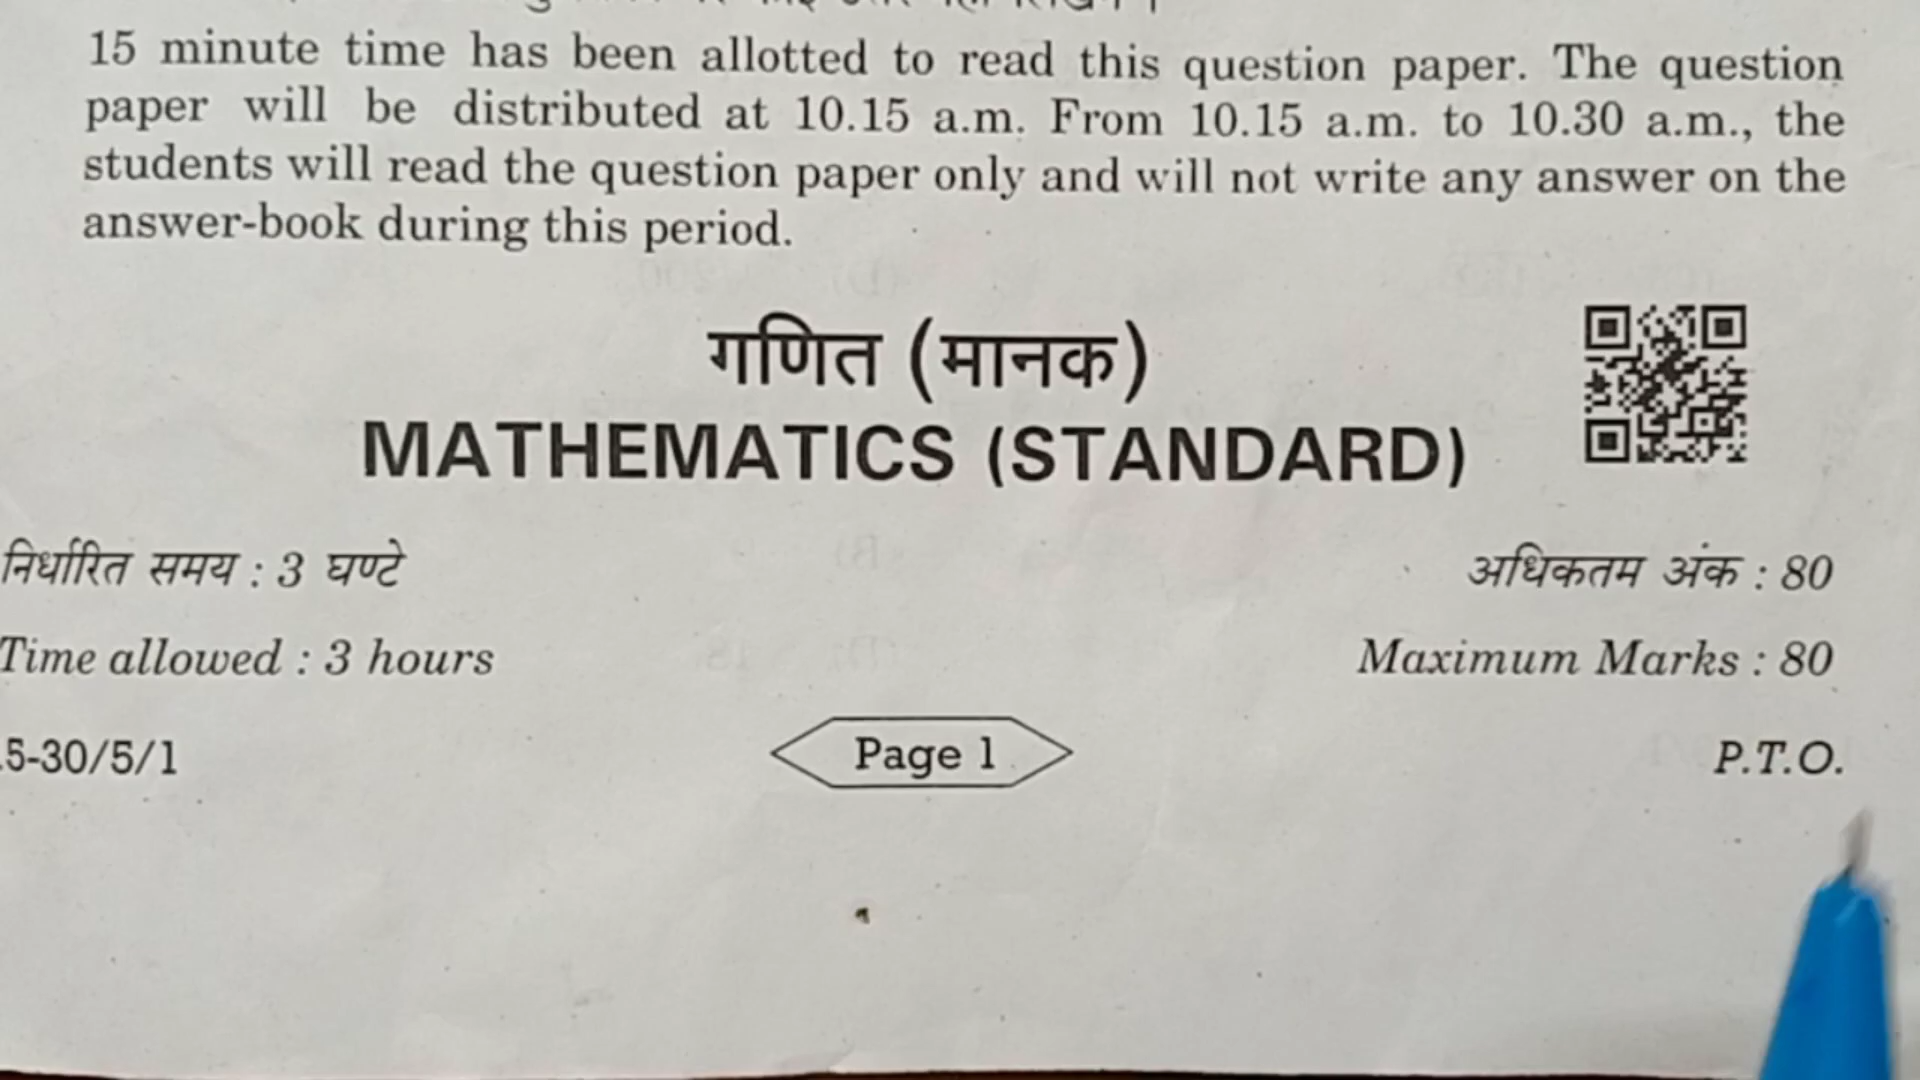 15 minute time has been allotted to read this question paper. The question
paper will be distributed at 10.15 a.m. From 10.15 a.m. to 10.30 a.m., the
students will read the question paper only and will not write any answer on the
answer-book during this period.
गणित (मानक)
MATHEMATICS (STANDARD)
निर्धारित समय : 3 घण्टे अधिकतम अंक : 80
Time allowed : 3 hours Maximum Marks : 80
.5-30/5/1 Page 1 P.T.O.